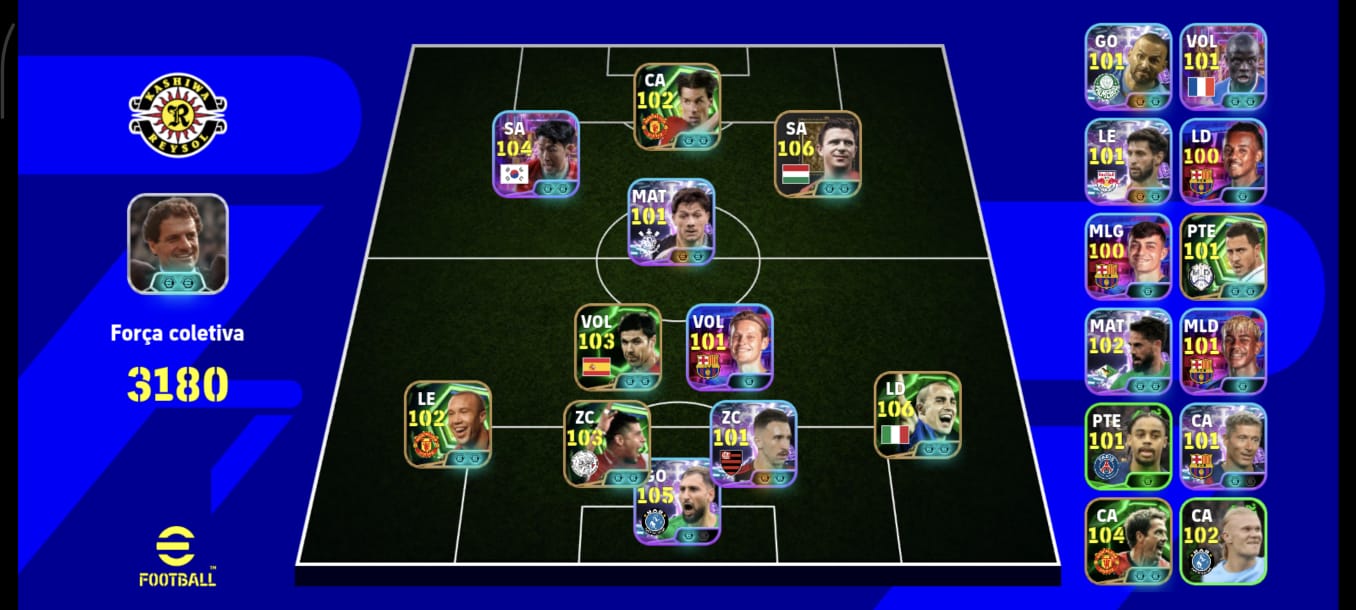 KASHIWA
R
REYSOL
Força coletiva
3180
FOOTBALL™
CA
102
SA
104
SA
106
MAT
101
VOL
103
VOL
101
LE
102
ZC
103
ZC
101
LD
106
GO
105
GO
101
VOL
101
LE
101
LD
100
MLG
100
PTE
101
MAT
102
MLD
101
PTE
101
CA
101
CA
104
CA
102